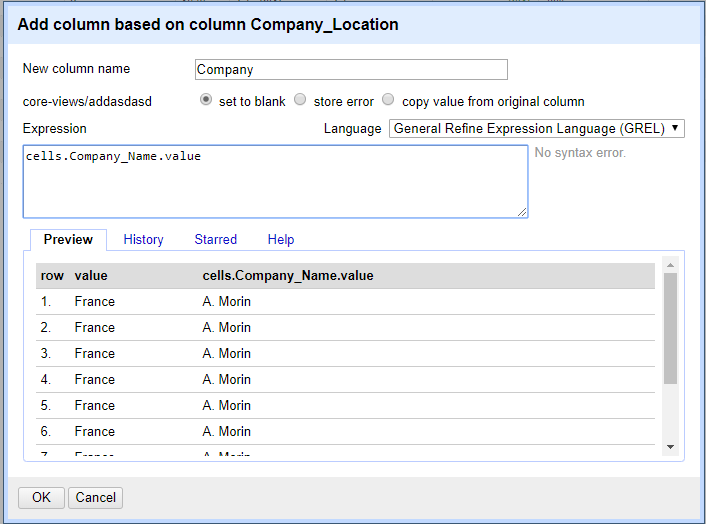 Add column based on column Company_Location
New column name Company
core-views/addasdasd set to blank store error copy value from original column
Expression Language General Refine Expression Language (GREL)
cells.Company_Name.value No syntax error.
Preview History Starred Help
row value cells.Company_Name.value
1. France A. Morin
2. France A. Morin
3. France A. Morin
4. France A. Morin
5. France A. Morin
6. France A. Morin
7. France A. Morin
OK Cancel